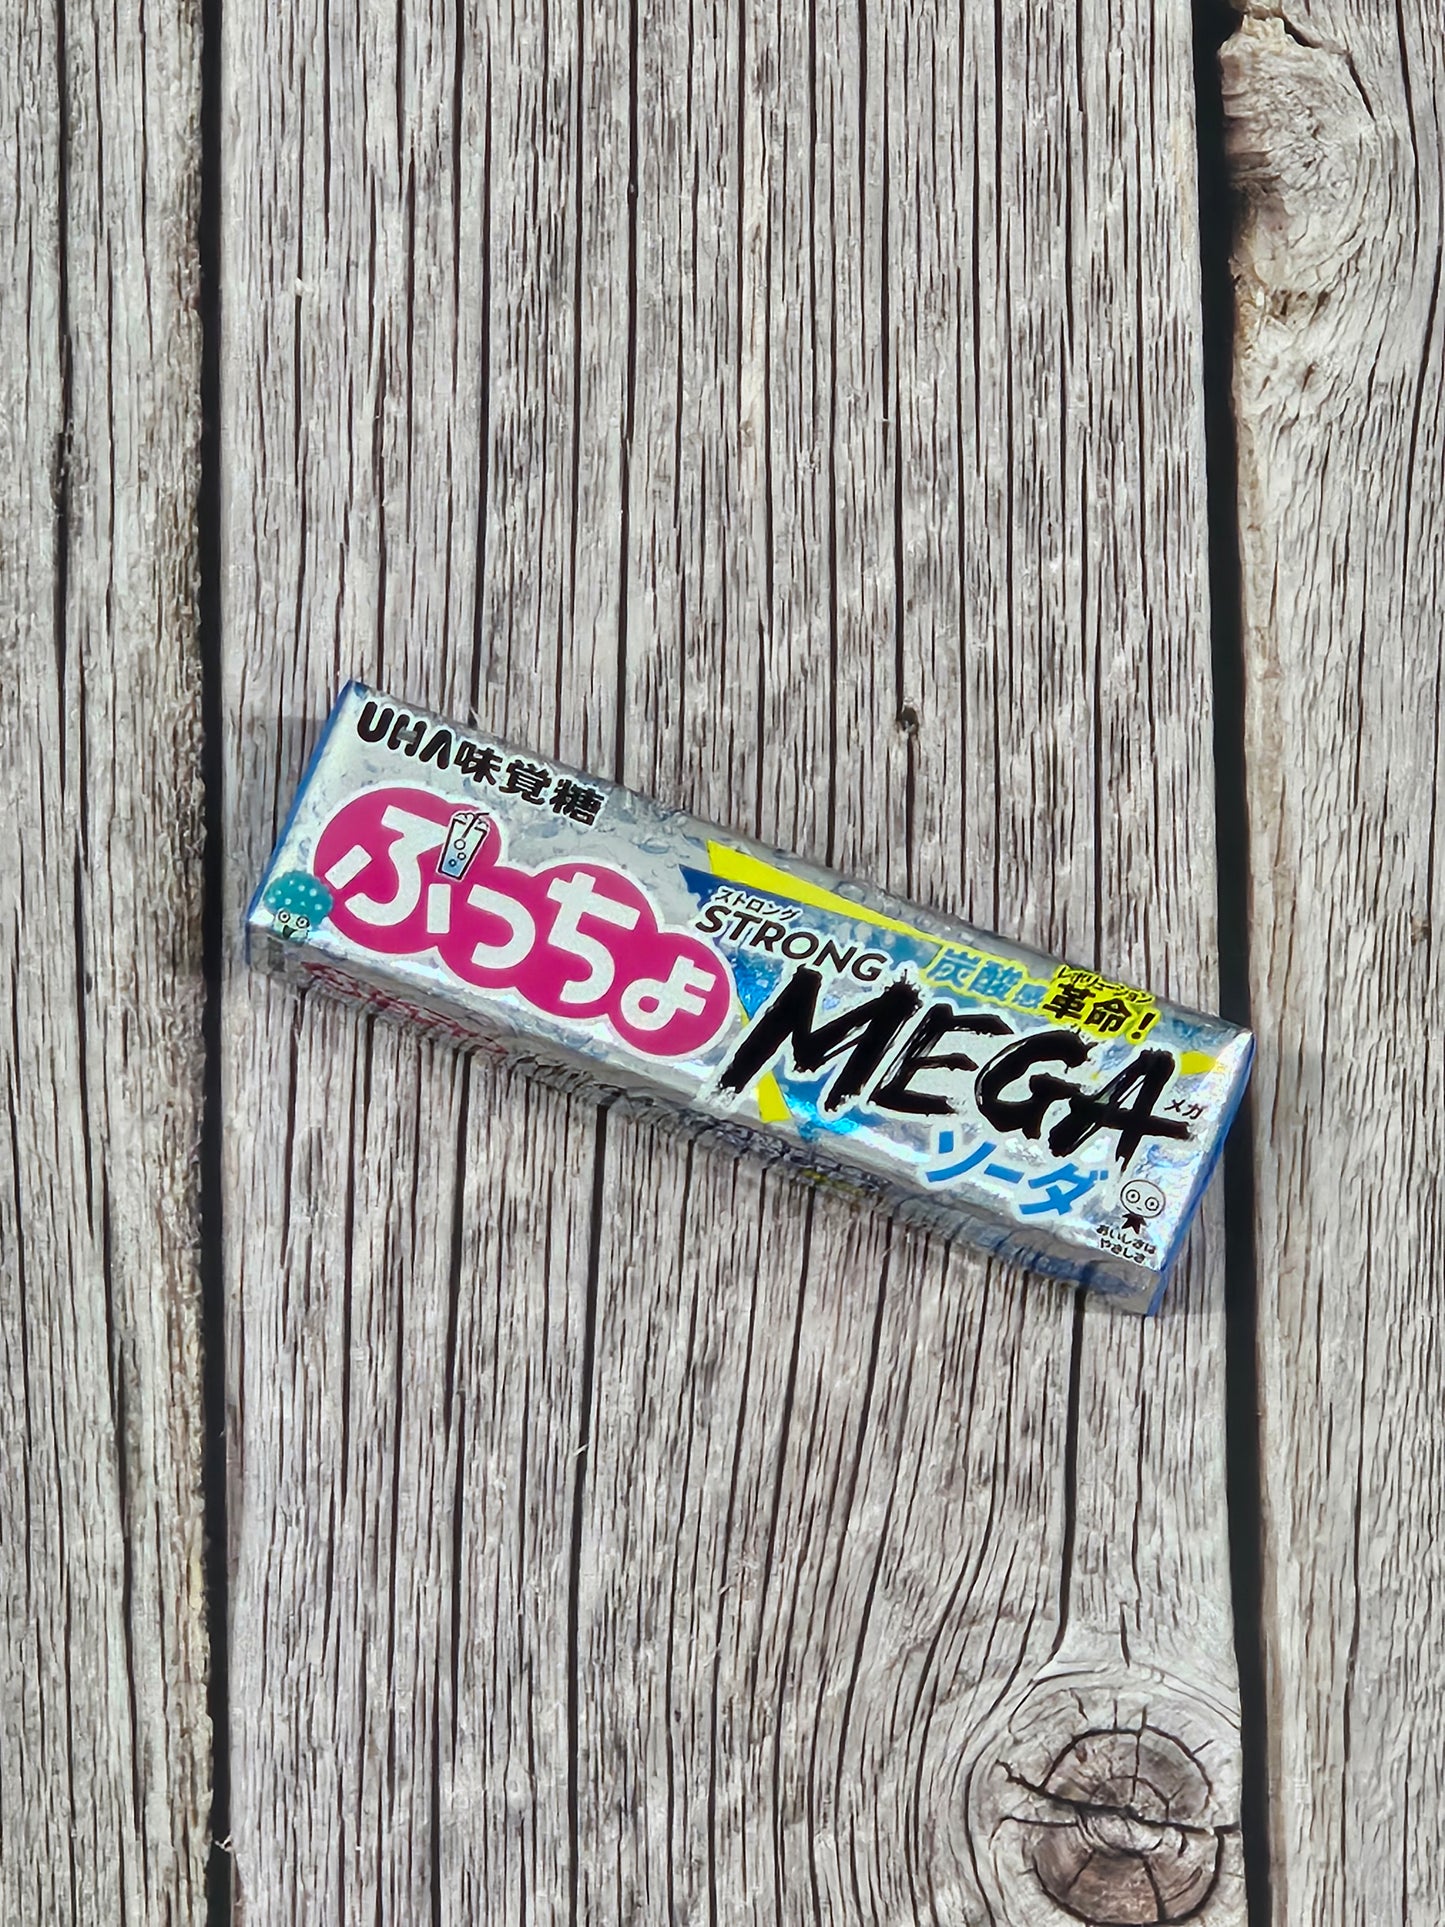 UHA味覚糖
ぷっちょ
ストロング
STRONG
炭酸感革命!
レボリューション
MEGA
メガ
ソーダ
おいしさは
やさしさ